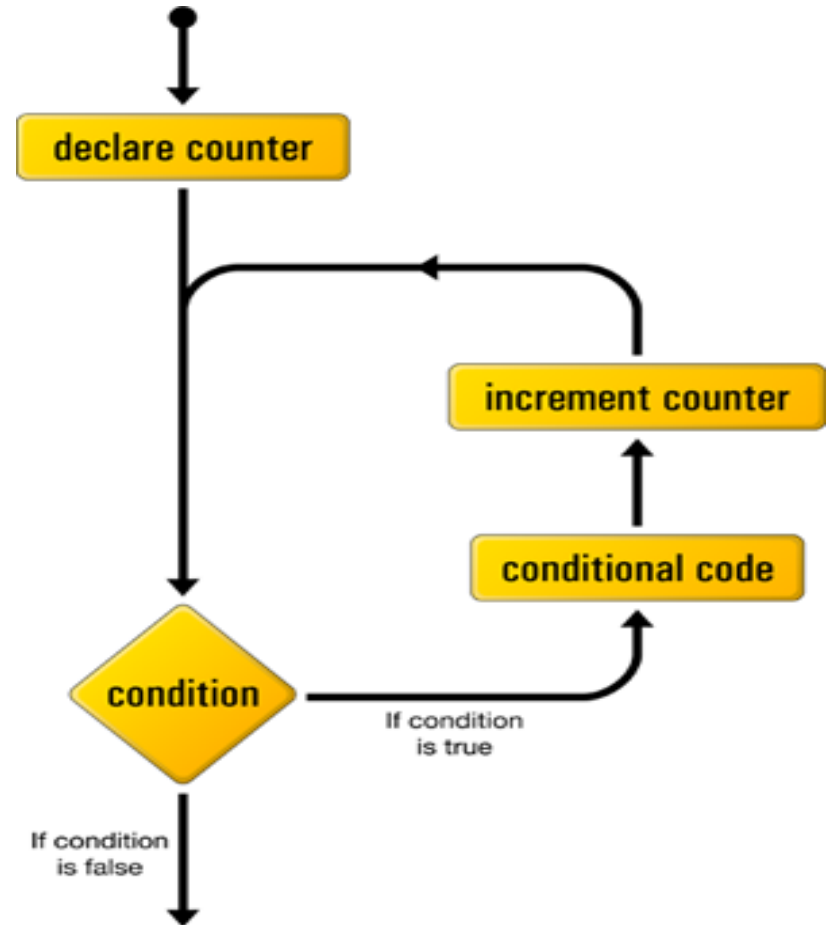 declare counter
increment counter
conditional code
condition
If condition
is true
If condition
is false